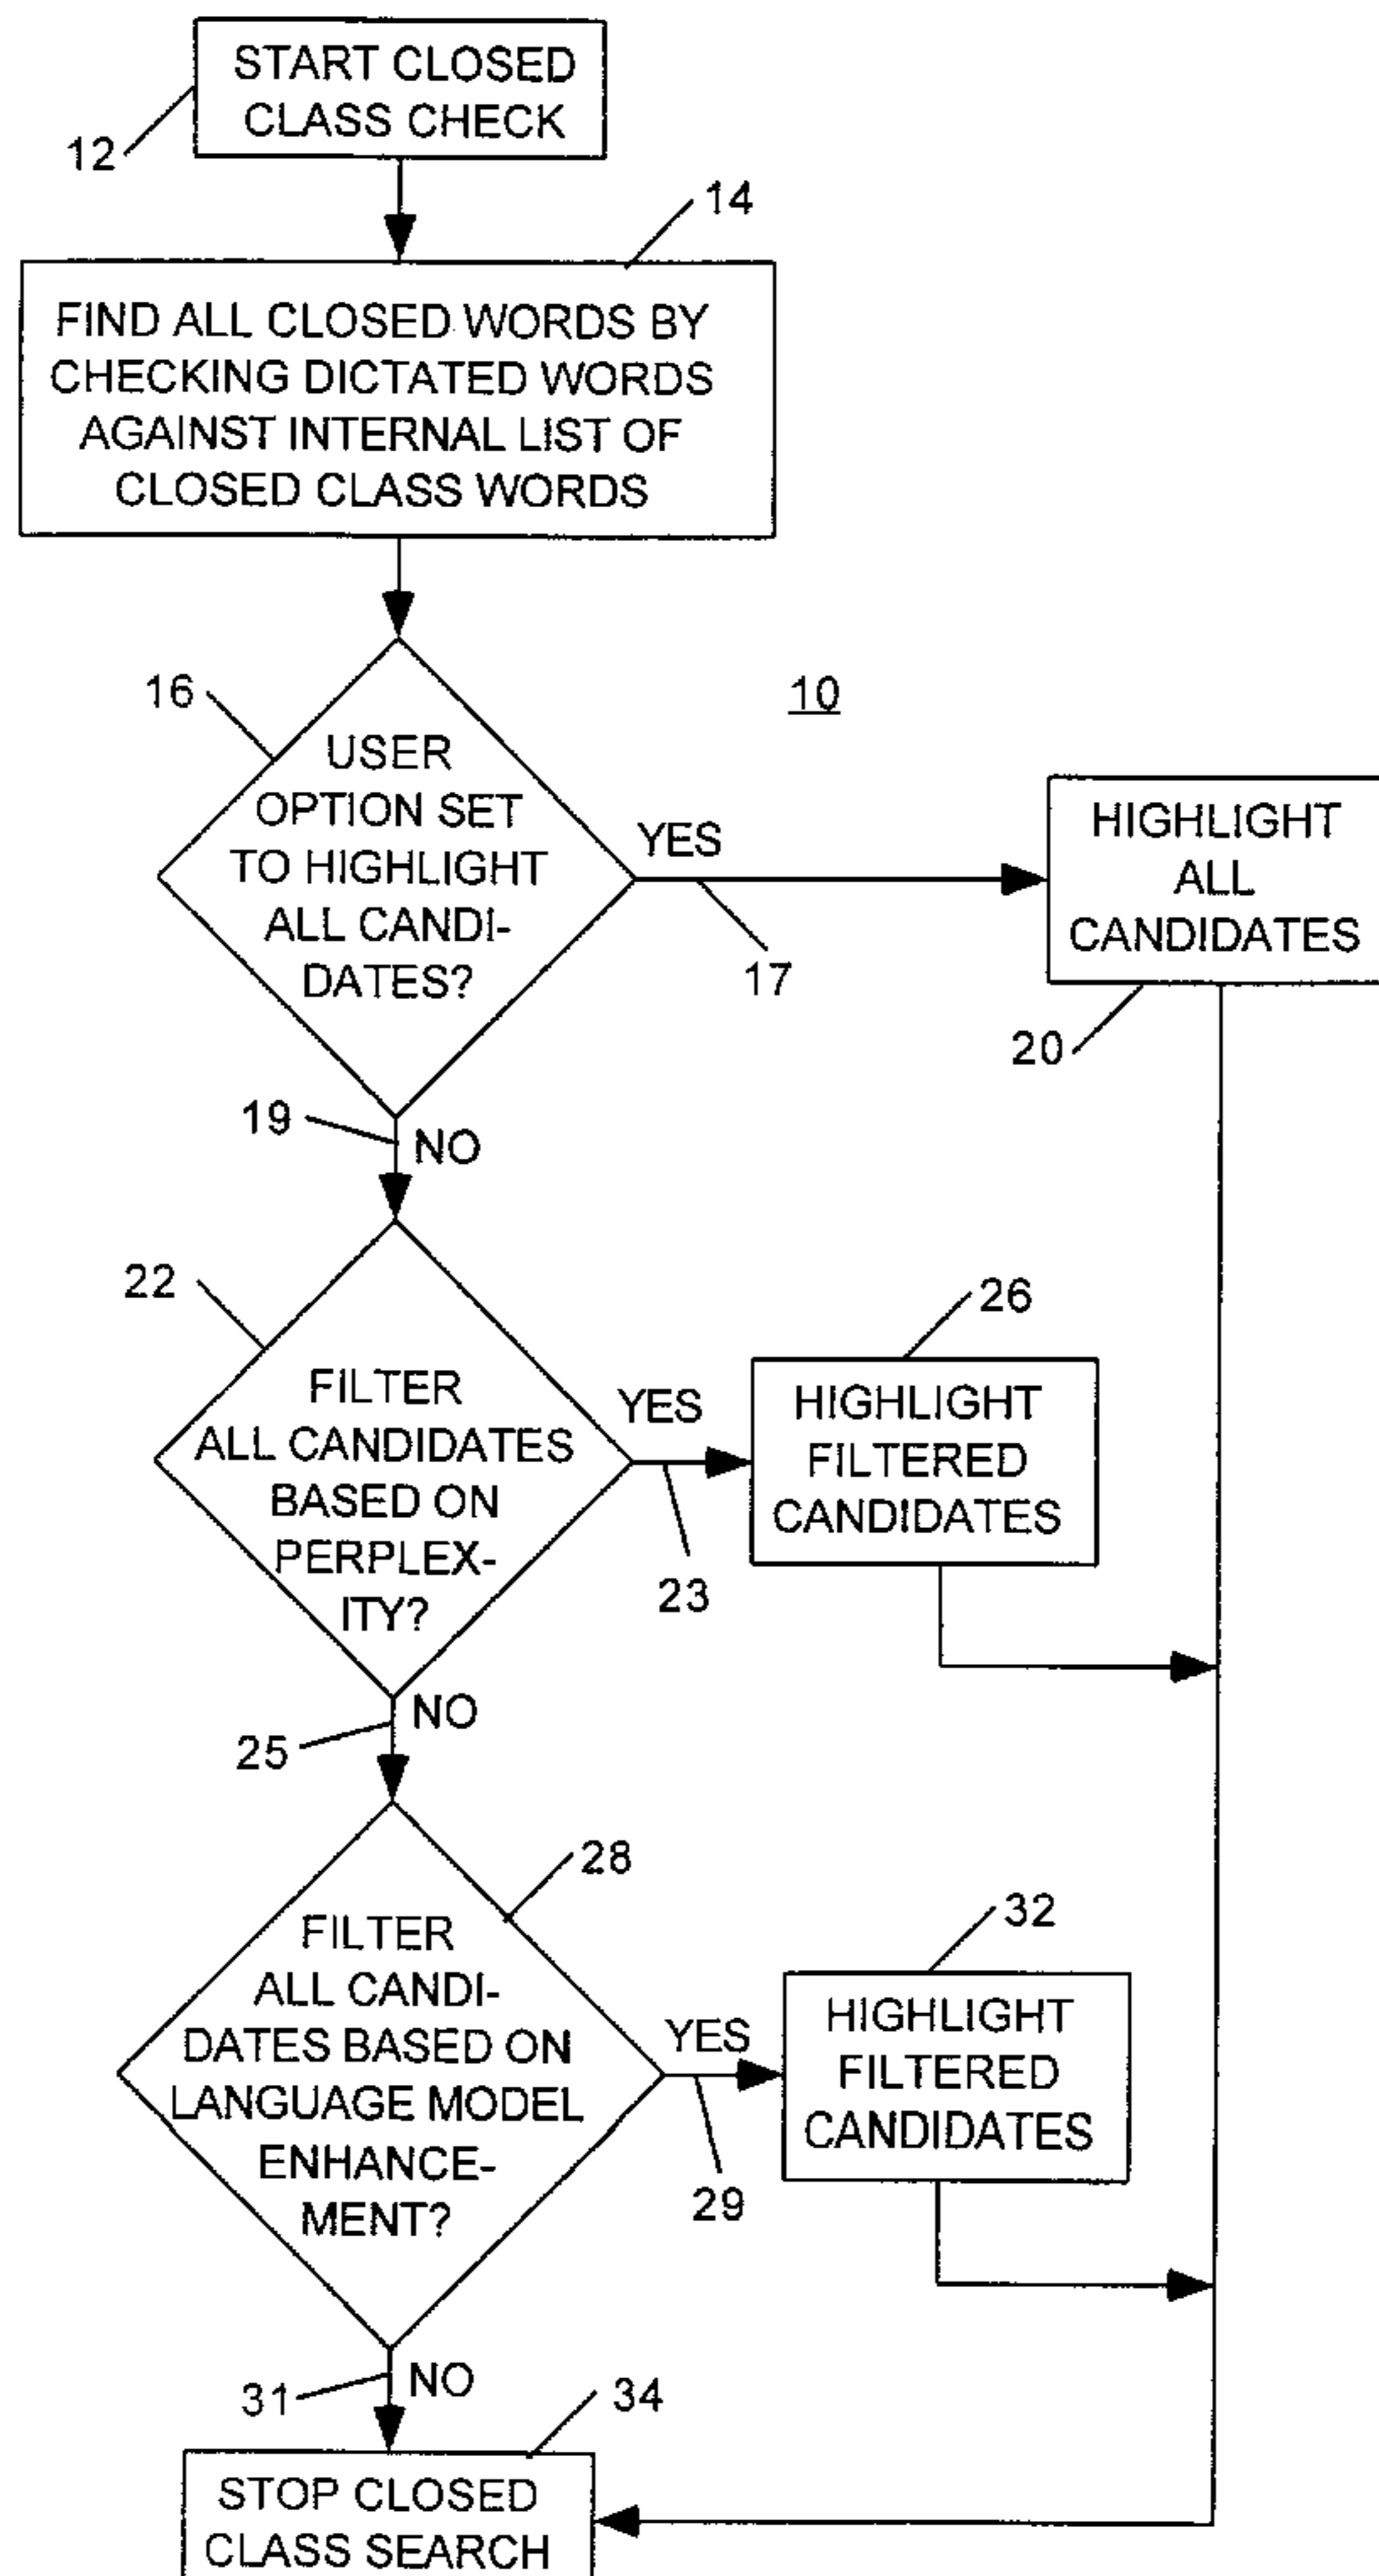 START CLOSED
CLASS CHECK
12
14
FIND ALL CLOSED WORDS BY
CHECKING DICTATED WORDS
AGAINST INTERNAL LIST OF
CLOSED CLASS WORDS
16
10
USER
OPTION SET
TO HIGHLIGHT
ALL CANDI-
DATES?
YES
17
HIGHLIGHT
ALL
CANDIDATES
20
19
NO
22
FILTER
ALL CANDIDATES
BASED ON
PERPLEX-
ITY?
YES
23
26
HIGHLIGHT
FILTERED
CANDIDATES
25
NO
28
FILTER
ALL CANDI-
DATES BASED ON
LANGUAGE MODEL
ENHANCE-
MENT?
YES
29
32
HIGHLIGHT
FILTERED
CANDIDATES
31
NO
34
STOP CLOSED
CLASS SEARCH